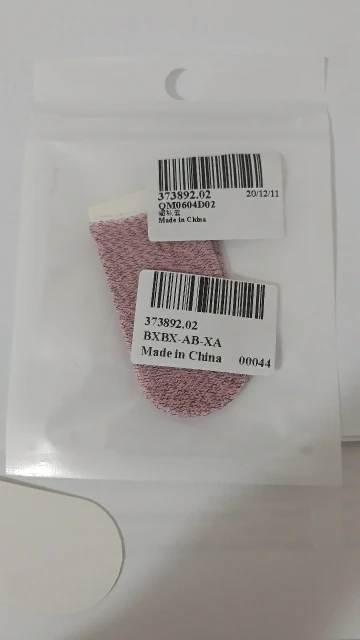 373892.02
20/12/11
QM0604D02
Made in China
373892.02
BXBX-AB-XA
Made in China 00044